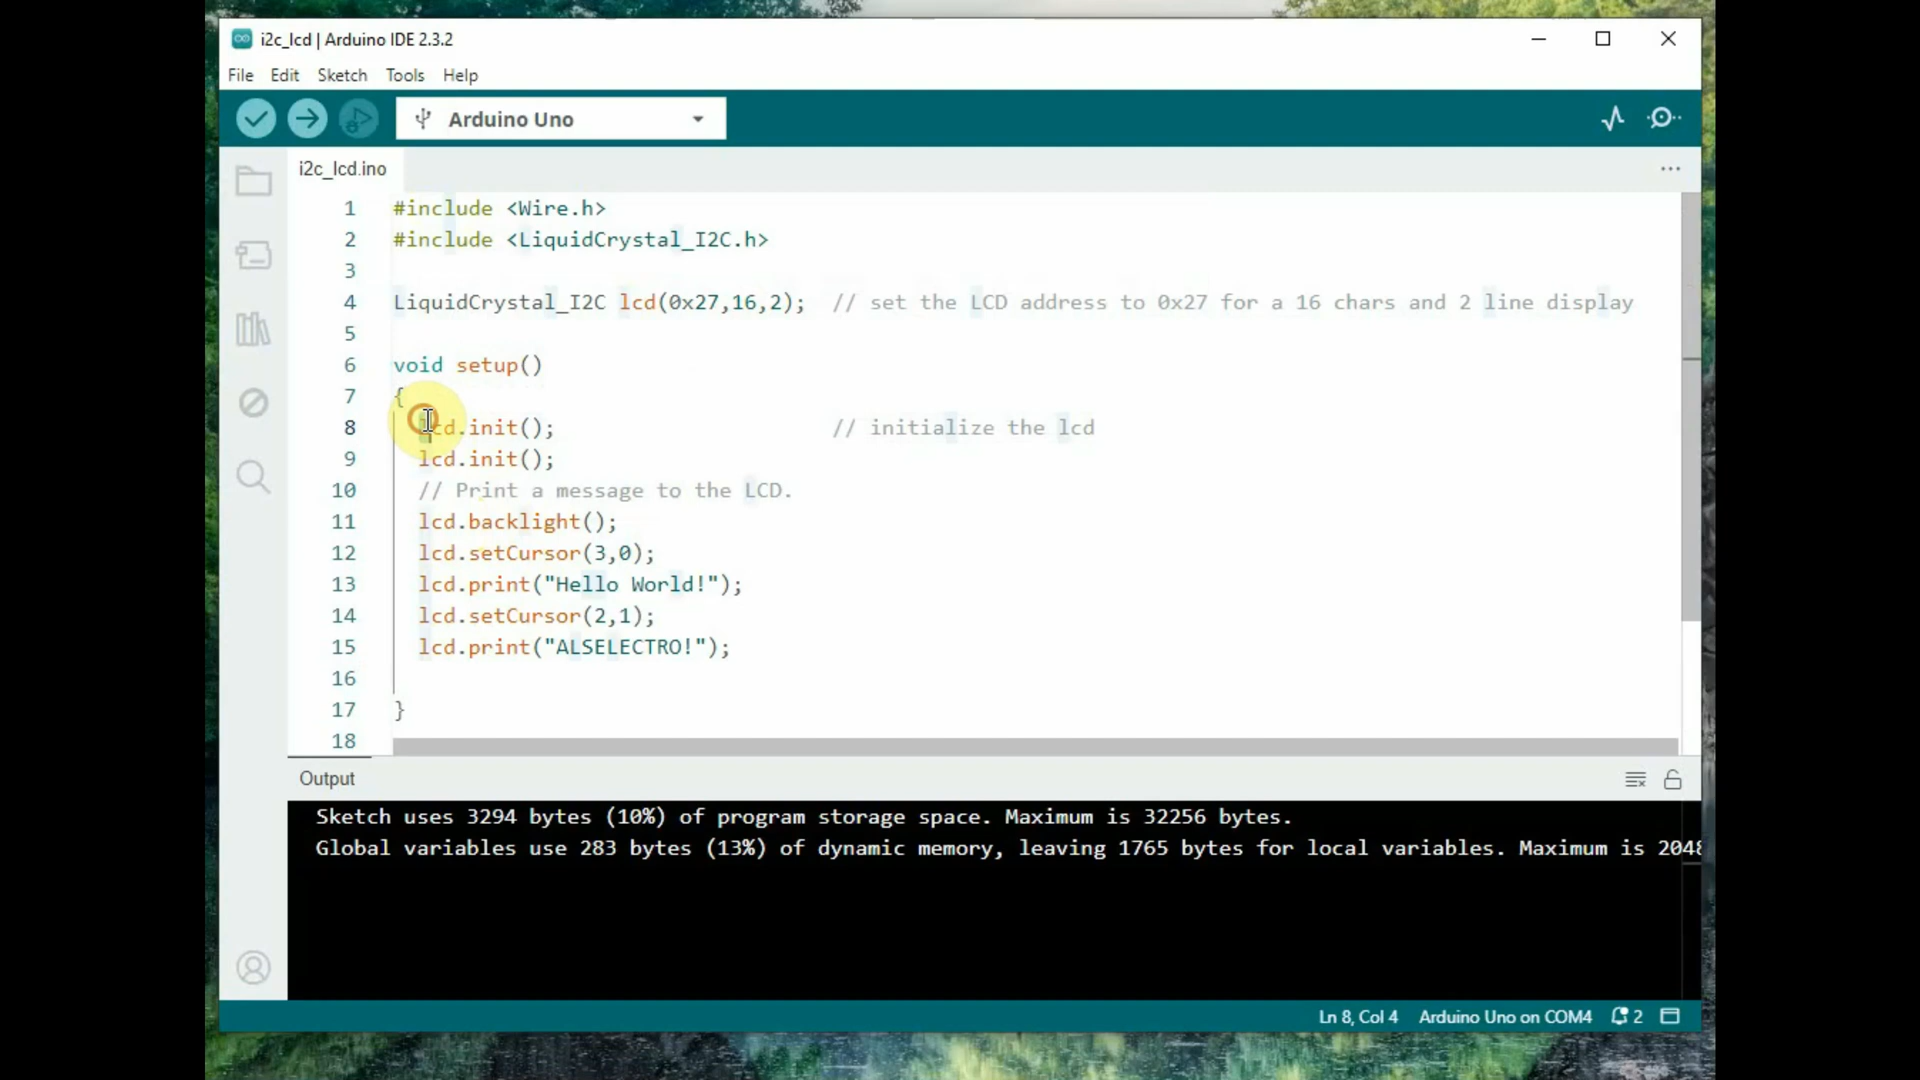 i2c_lcd | Arduino IDE 2.3.2
File Edit Sketch Tools Help
Arduino Uno
i2c_lcd.ino
1 #include <Wire.h>
2 #include <LiquidCrystal_I2C.h>
3
4 LiquidCrystal_I2C lcd(0x27,16,2); // set the LCD address to 0x27 for a 16 chars and 2 line display
5
6 void setup()
7 {
8 lcd.init(); // initialize the lcd
9 lcd.init();
10 // Print a message to the LCD.
11 lcd.backlight();
12 lcd.setCursor(3,0);
13 lcd.print("Hello World!");
14 lcd.setCursor(2,1);
15 lcd.print("ALSELECTRO!");
16
17 }
18
Output
Sketch uses 3294 bytes (10%) of program storage space. Maximum is 32256 bytes.
Global variables use 283 bytes (13%) of dynamic memory, leaving 1765 bytes for local variables. Maximum is 2048
Ln 8, Col 4 Arduino Uno on COM4 2